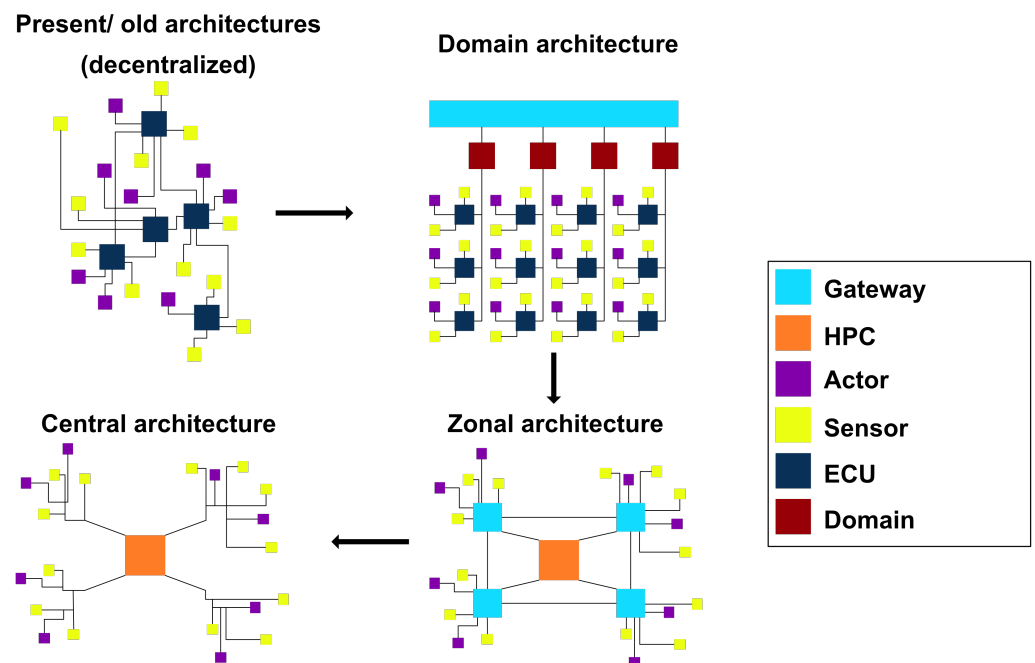 Present/ old architectures
(decentralized)
Domain architecture
Gateway
HPC
Actor
Sensor
ECU
Domain
Central architecture
Zonal architecture